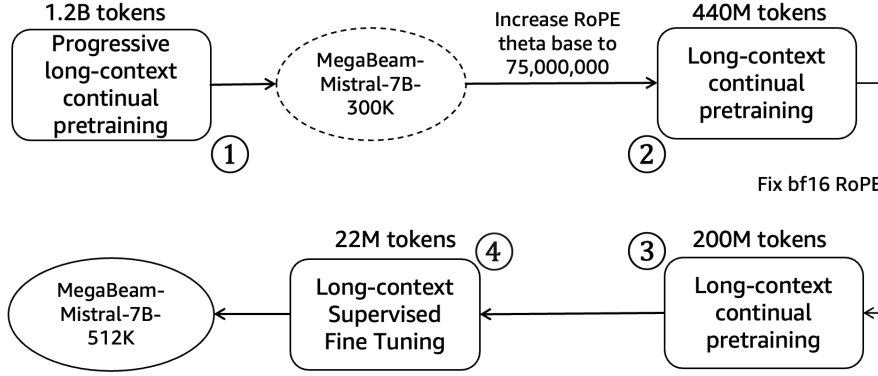 1.2B tokens
Progressive
long-context
continual
pretraining
1
MegaBeam-
Mistral-7B-
300K
Increase RoPE
theta base to
75,000,000
440M tokens
Long-context
continual
pretraining
2
Fix bf16 RoPE
200M tokens
3
Long-context
continual
pretraining
22M tokens
4
Long-context
Supervised
Fine Tuning
MegaBeam-
Mistral-7B-
512K